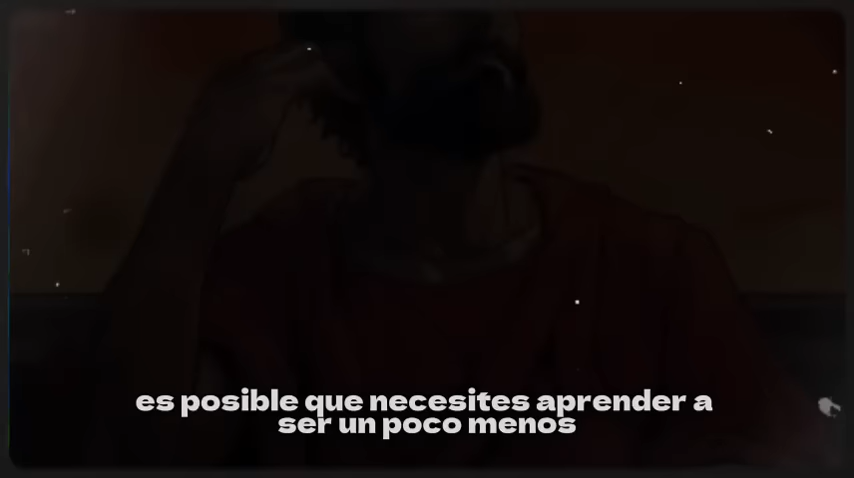 es posible que necesites aprender a
ser un poco menos